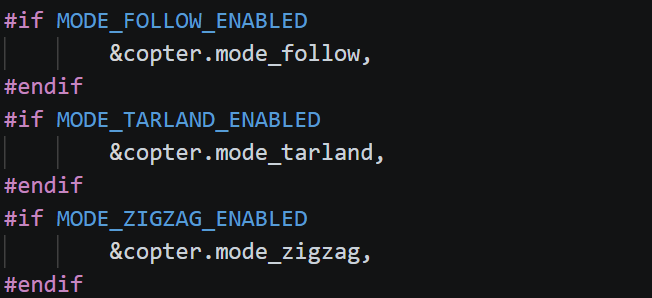 #if MODE_FOLLOW_ENABLED
        &copter.mode_follow,
#endif
#if MODE_TARLAND_ENABLED
        &copter.mode_tarland,
#endif
#if MODE_ZIGZAG_ENABLED
        &copter.mode_zigzag,
#endif